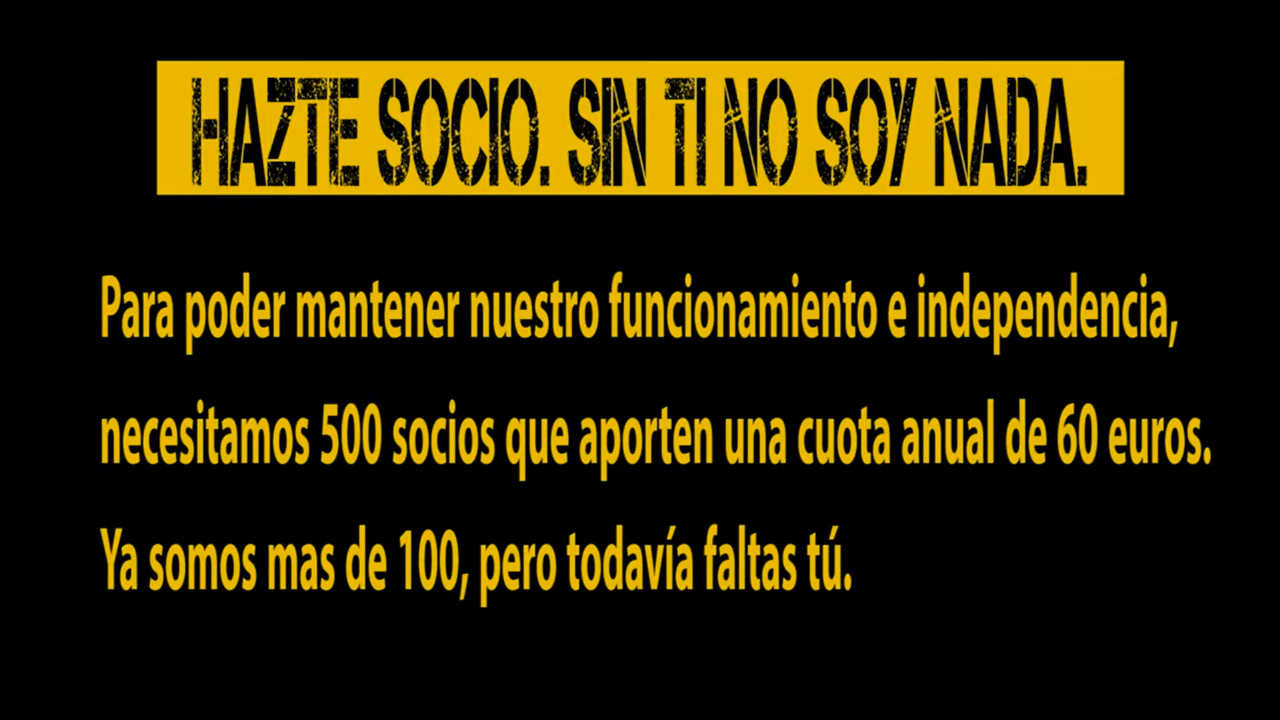 HAZTE SOCIO. SIN TI NO SOY NADA.
Para poder mantener nuestro funcionamiento e independencia,
necesitamos 500 socios que aporten una cuota anual de 60 euros.
Ya somos mas de 100, pero todavía faltas tú.